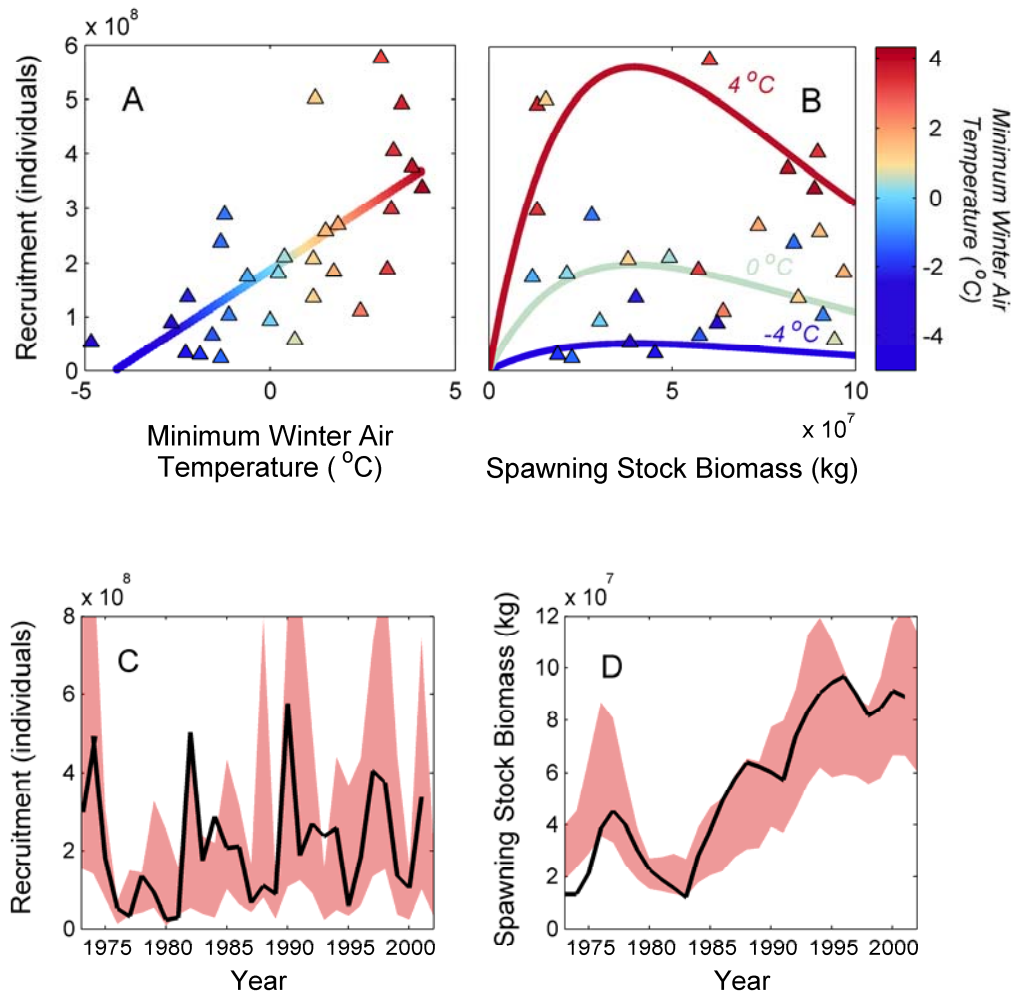 x 10^8
6
5
4
3
2
1
0
Recruitment (individuals)
A
-5 0 5
Minimum Winter Air
Temperature ( °C)
B
4 °C
0 °C
-4 °C
0 5 10
x 10^7
Spawning Stock Biomass (kg)
4
2
0
-2
-4
Minimum Winter Air
Temperature ( °C)
x 10^8
8
6
4
2
0
Recruitment (individuals)
C
1975 1980 1985 1990 1995 2000
Year
x 10^7
12
10
8
6
4
2
0
Spawning Stock Biomass (kg)
D
1975 1980 1985 1990 1995 2000
Year